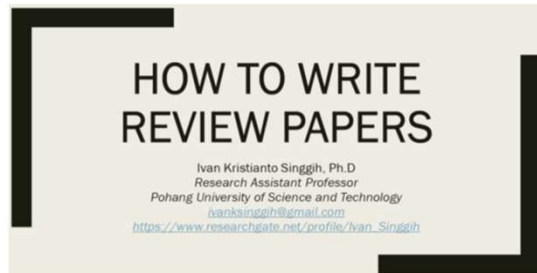 HOW TO WRITE
REVIEW PAPERS
Ivan Kristianto Singgih, Ph.D
Research Assistant Professor
Pohang University of Science and Technology
ivanksinggih@gmail.com
https://www.researchgate.net/profile/Ivan_Singgih